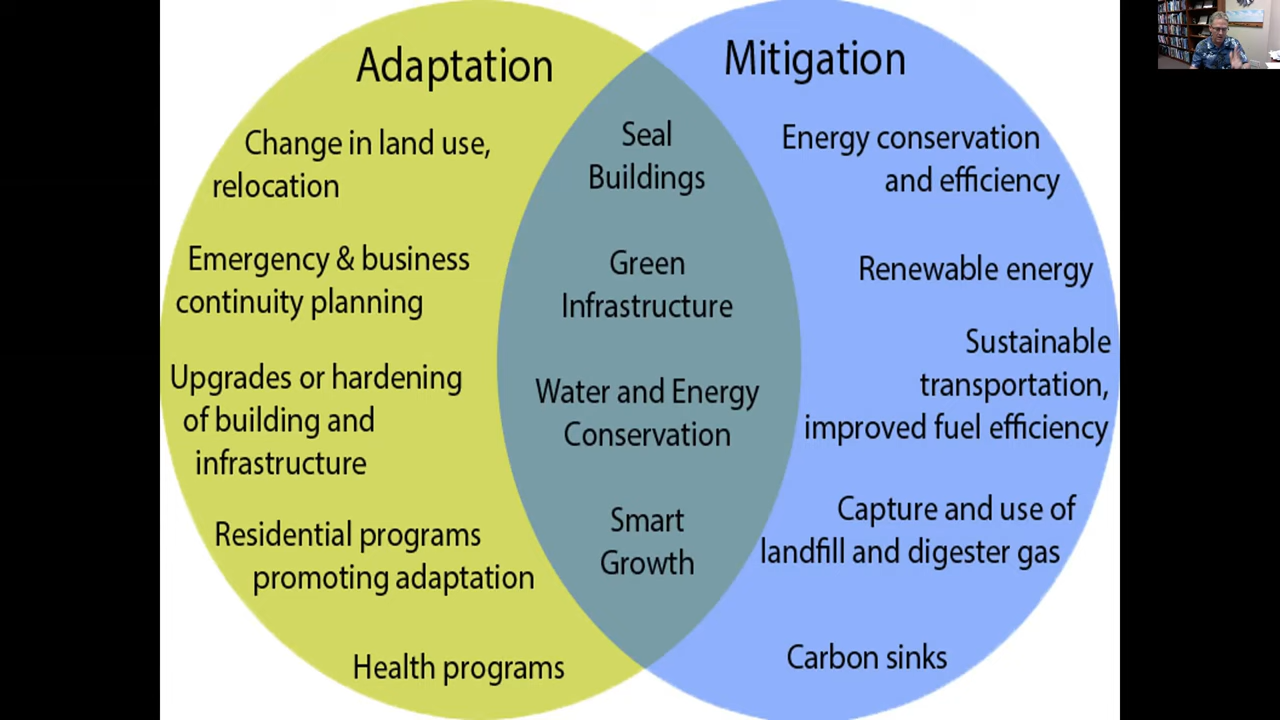 Adaptation
Change in land use,
relocation
Emergency & business
continuity planning
Upgrades or hardening
of building and
infrastructure
Residential programs
promoting adaptation
Health programs
Seal
Buildings
Green
Infrastructure
Water and Energy
Conservation
Smart
Growth
Mitigation
Energy conservation
and efficiency
Renewable energy
Sustainable
transportation,
improved fuel efficiency
Capture and use of
landfill and digester gas
Carbon sinks